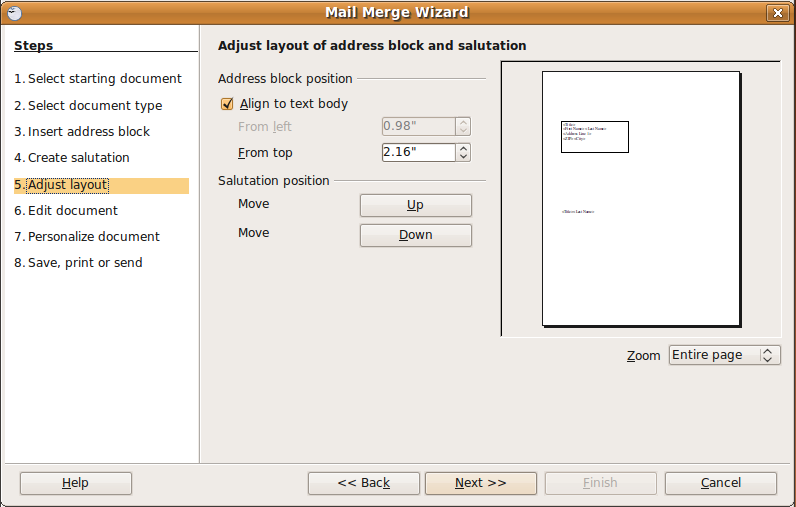 Mail Merge Wizard
Steps
1. Select starting document
2. Select document type
3. Insert address block
4. Create salutation
5. Adjust layout
6. Edit document
7. Personalize document
8. Save, print or send
Adjust layout of address block and salutation
Address block position
Align to text body
From left 0.98"
From top 2.16"
Salutation position
Move Up
Move Down
Zoom Entire page
Help << Back Next >> Finish Cancel